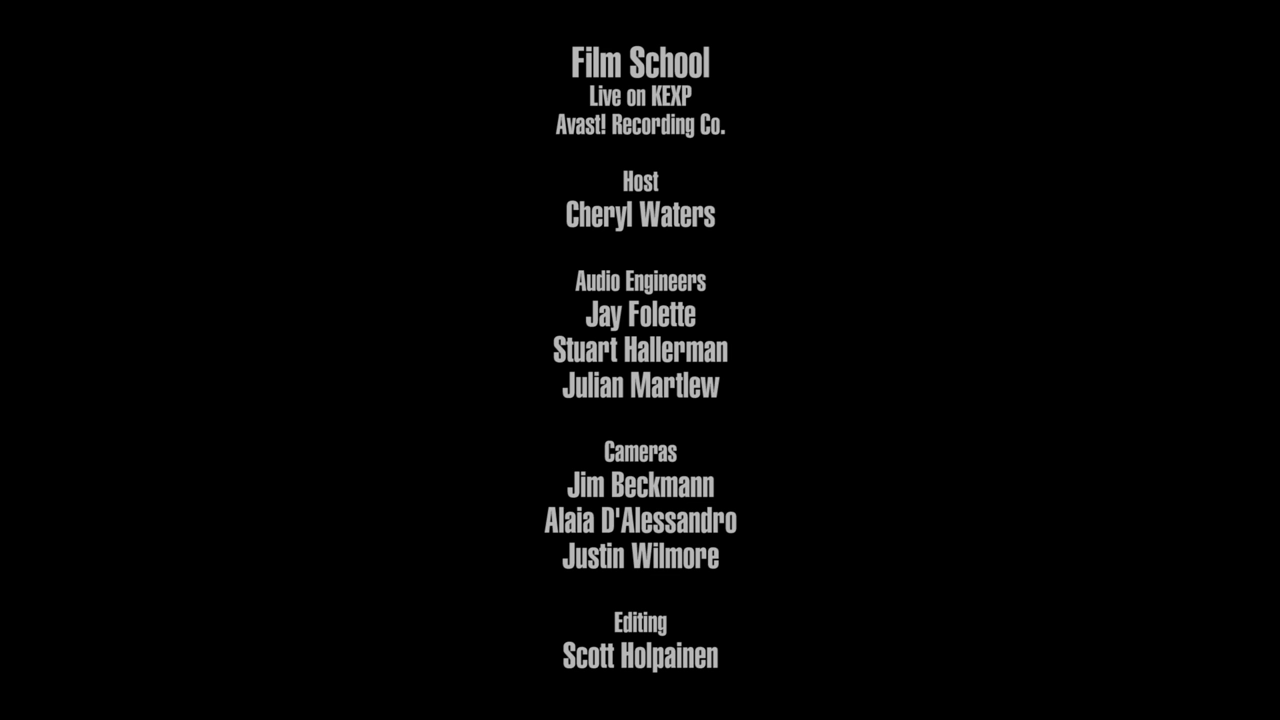 Film School
Live on KEXP
Avast! Recording Co.
Host
Cheryl Waters
Audio Engineers
Jay Folette
Stuart Hallerman
Julian Martlew
Cameras
Jim Beckmann
Alaia D'Alessandro
Justin Wilmore
Editing
Scott Holpainen